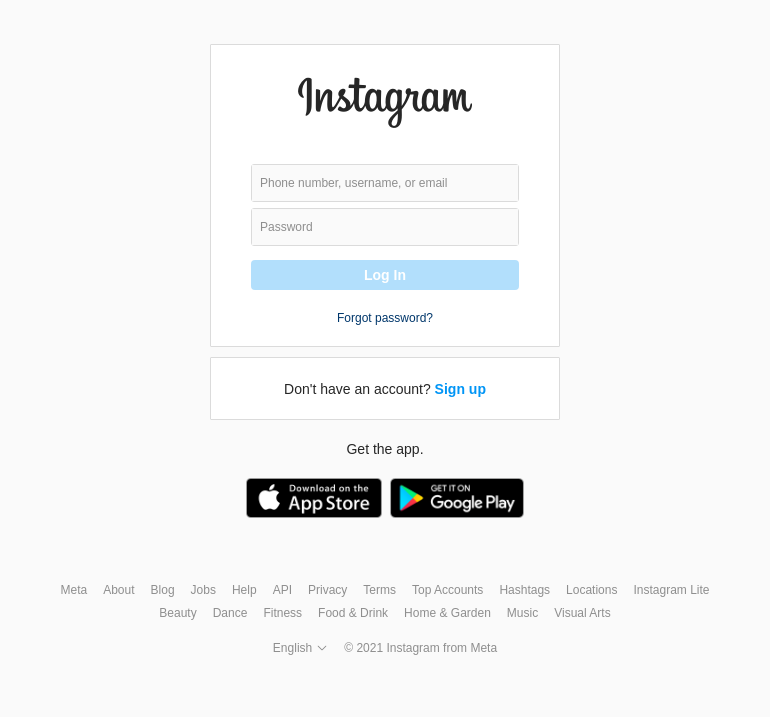 Instagram
Phone number, username, or email
Password
Log In
Forgot password?
Don't have an account? Sign up
Get the app.
Download on the
App Store
GET IT ON
Google Play
Meta About Blog Jobs Help API Privacy Terms Top Accounts Hashtags Locations Instagram Lite
Beauty Dance Fitness Food & Drink Home & Garden Music Visual Arts
English © 2021 Instagram from Meta